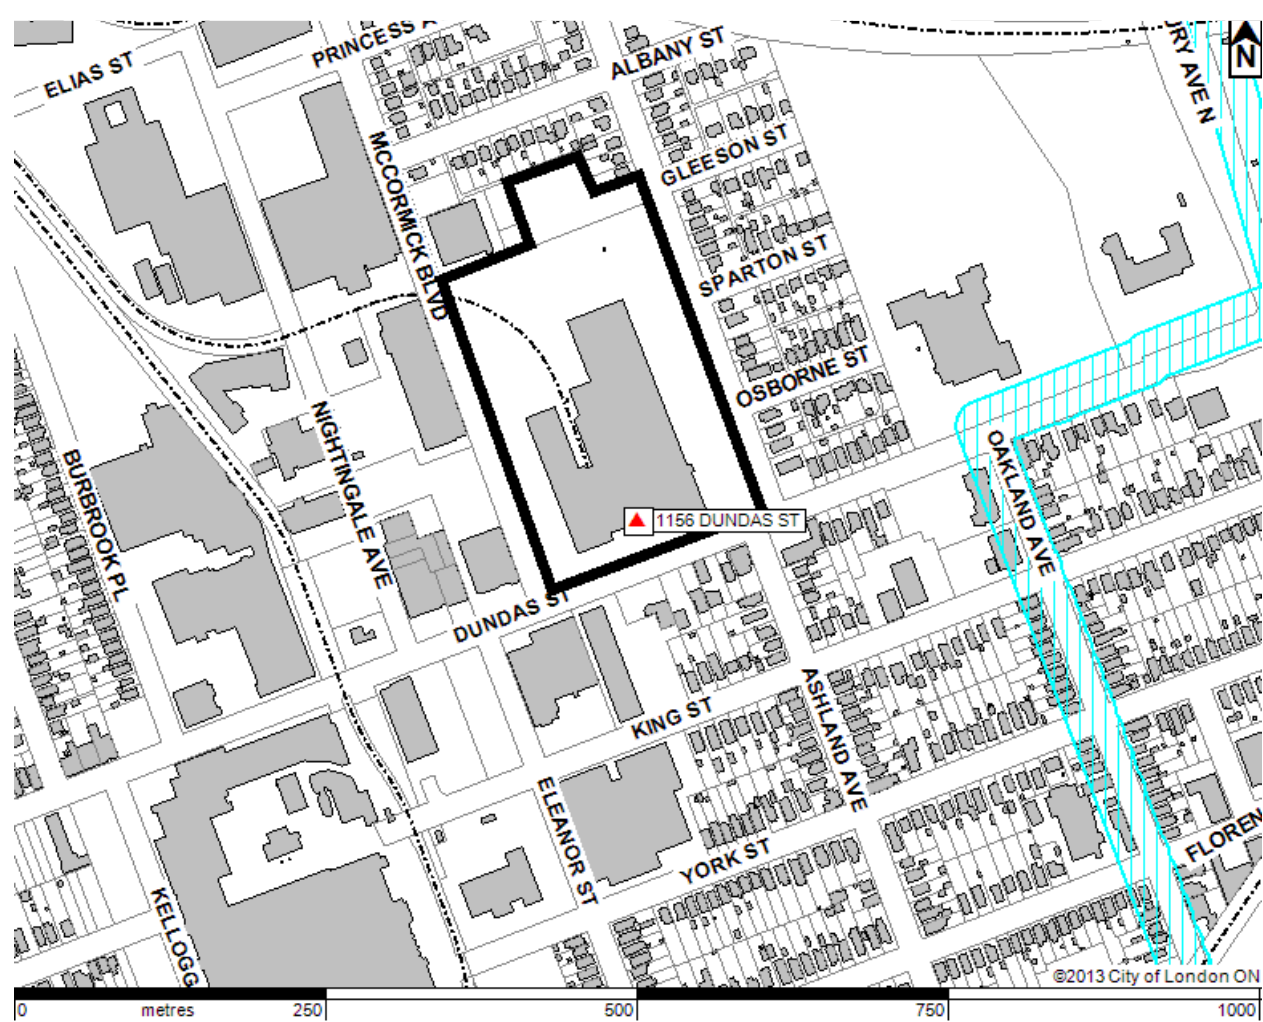 ELIAS ST
PRINCESS A
ALBANY ST
RY AVE N
N
MCCORMICK BLVD
GLEESON ST
SPARTON ST
OSBORNE ST
NIGHTINGALE AVE
BURBROOK PL
OAKLAND AVE
1156 DUNDAS ST
DUNDAS ST
KING ST
ASHLAND AVE
ELEANOR ST
YORK ST
FLOREN
KELLOGG
©2013 City of London ON
0 metres 250 500 750 1000